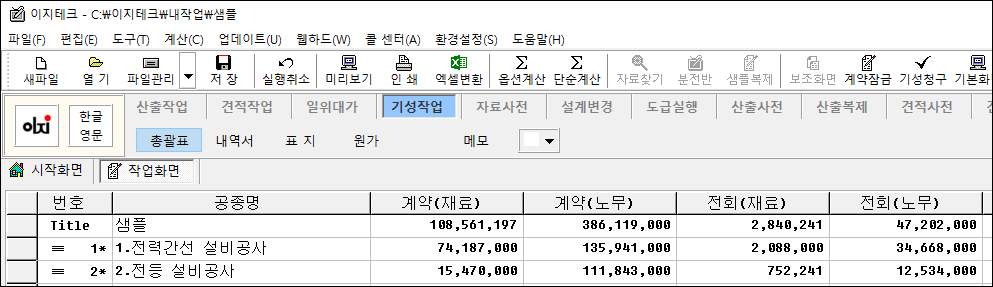 이지테크 - C:₩이지테크₩내작업₩샘플
파일(F) 편집(E) 도구(T) 계산(C) 업데이트(U) 웹하드(W) 콜 센터(A) 환경설정(S) 도움말(H)
새파일 열 기 파일관리 저 장 실행취소 미리보기 인 쇄 엑셀변환 옵션계산 단순계산 자료찾기 분전반 샘플복제 보조화면 계약잠금 기성청구 기본화
산출작업 견적작업 일위대가 기성작업 자료사전 설계변경 도급실행 산출사전 산출복제 견적사전
한글
영문
총괄표 내역서 표 지 원가 메모
시작화면 작업화면
번호 공종명 계약(재료) 계약(노무) 전회(재료) 전회(노무)
Title 샘플 108,561,197 386,119,000 2,840,241 47,202,000
1* 1.전력간선 설비공사 74,187,000 135,941,000 2,088,000 34,668,000
2* 2.전등 설비공사 15,470,000 111,843,000 752,241 12,534,000